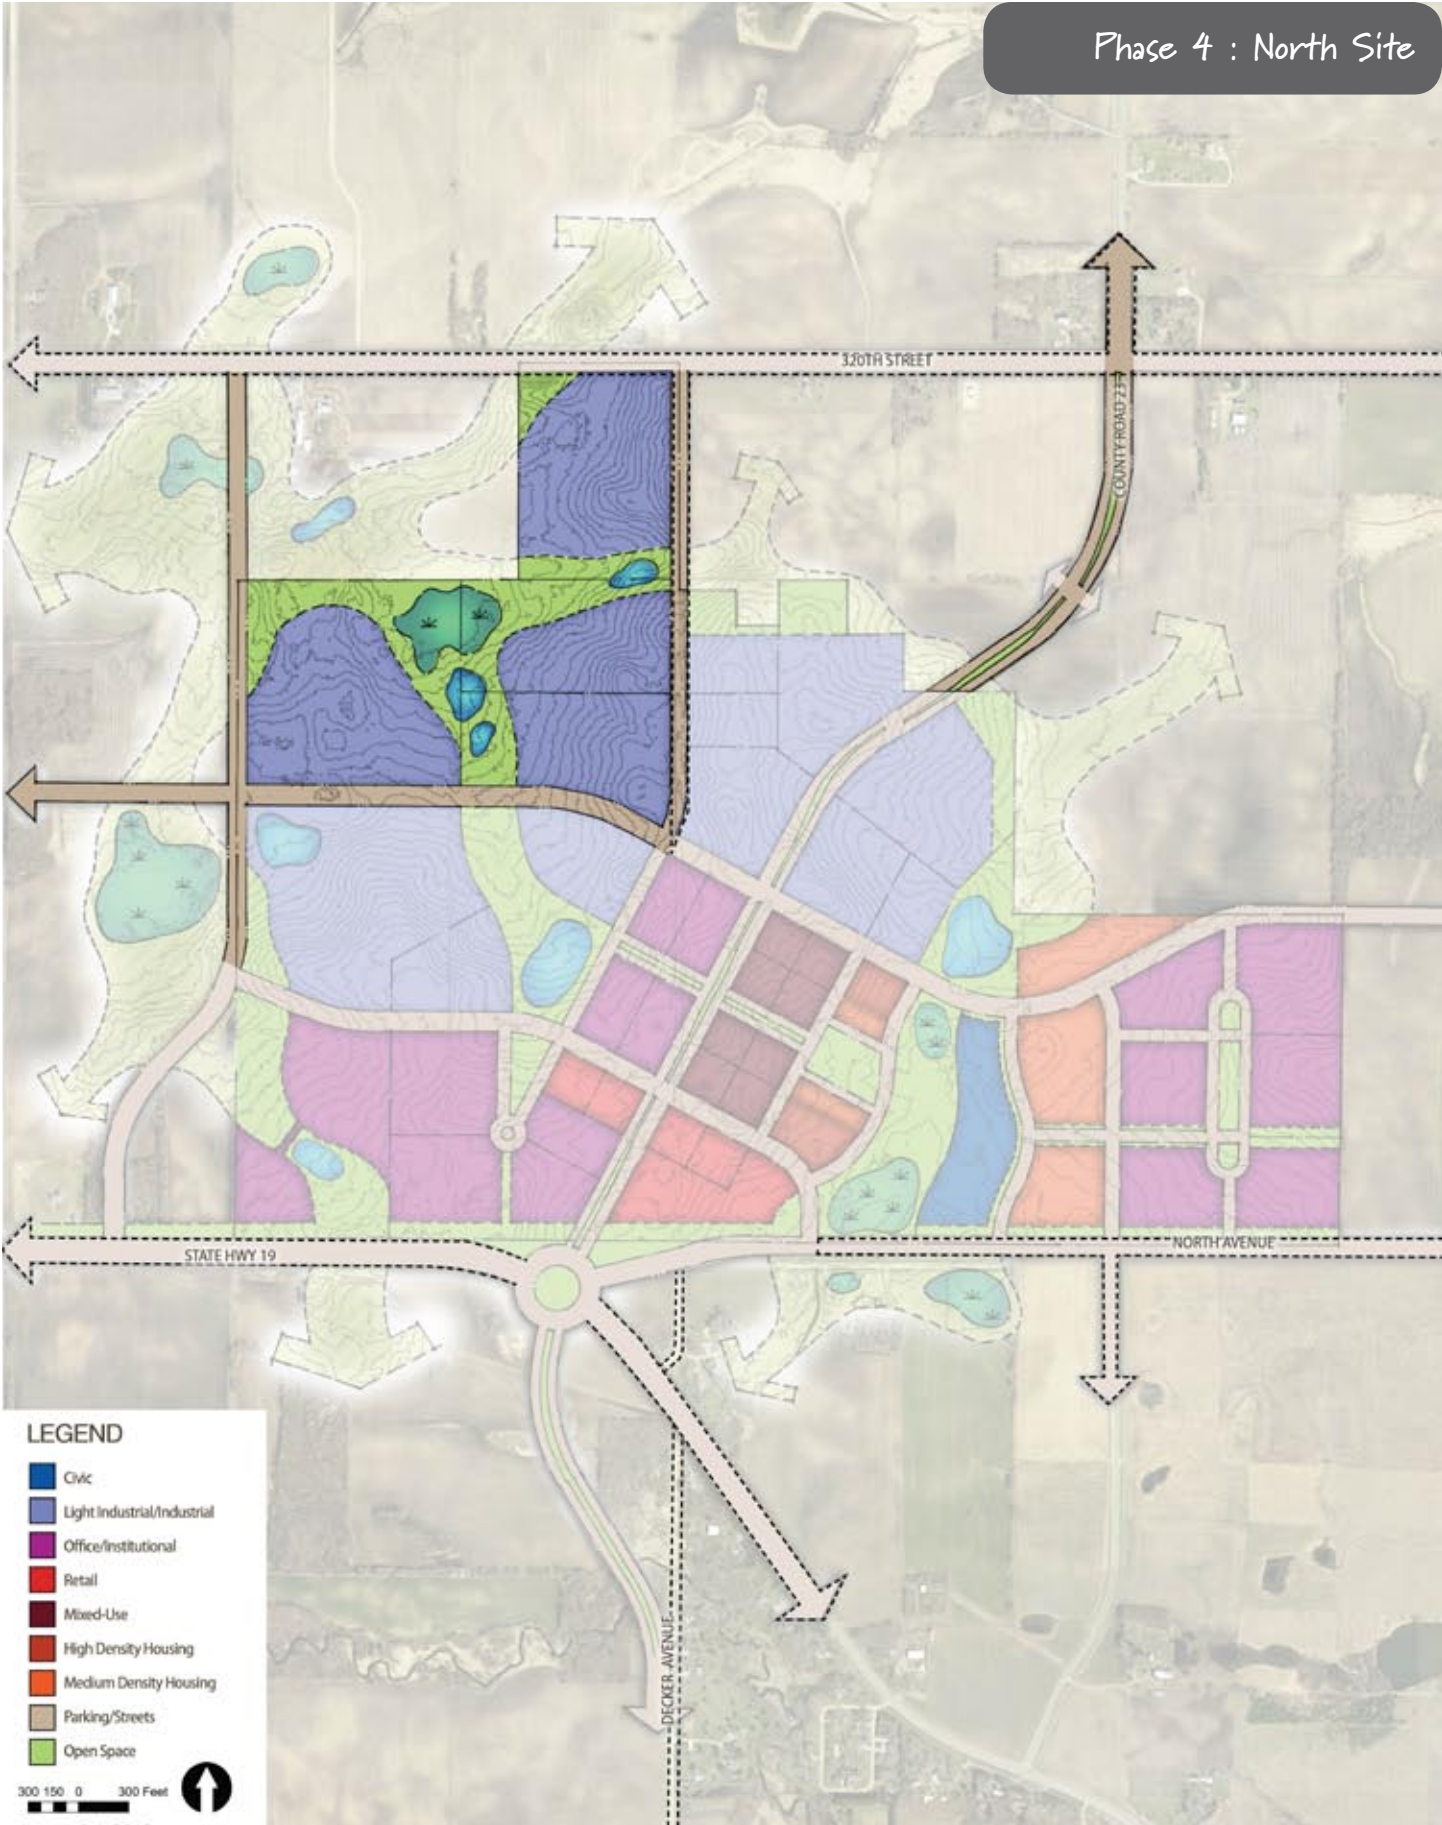 Phase 4 : North Site
320TH STREET
COUNTY ROAD 23
STATE HWY 19
NORTH AVENUE
DECKER AVENUE
LEGEND
Civic
Light Industrial/Industrial
Office/Institutional
Retail
Mixed-Use
High Density Housing
Medium Density Housing
Parking/Streets
Open Space
300 150 0 300 Feet